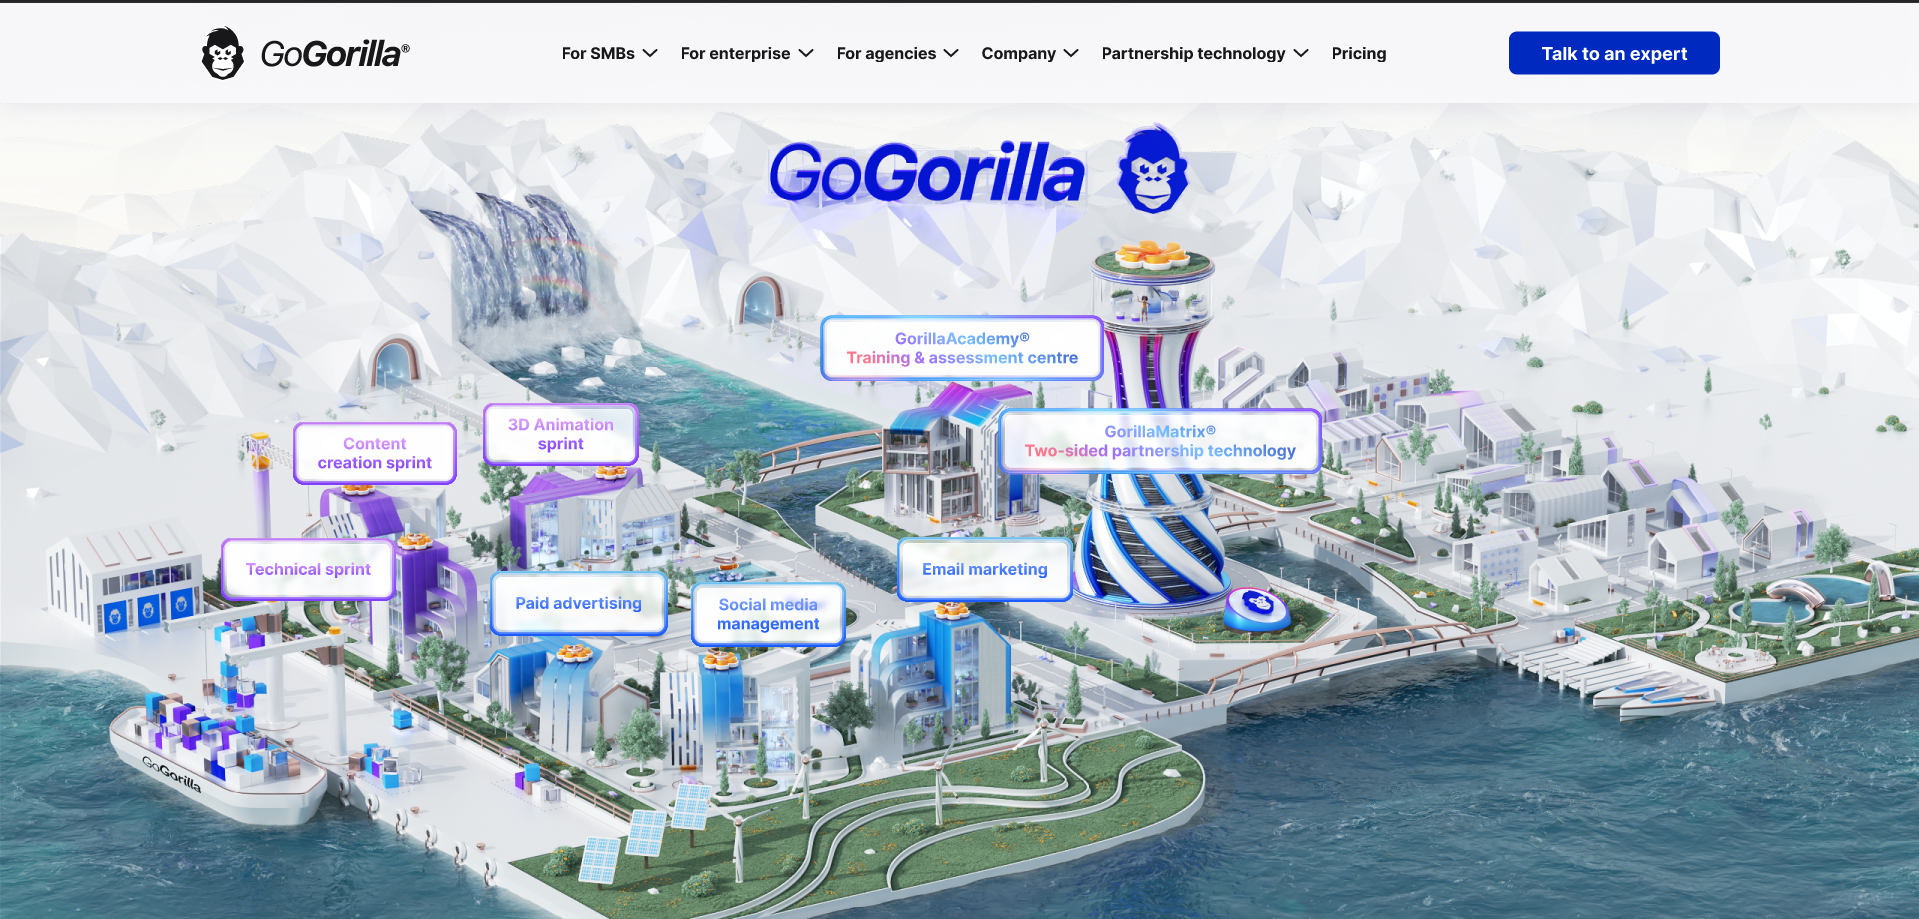 GoGorilla®
For SMBs
For enterprise
For agencies
Company
Partnership technology
Pricing
Talk to an expert
GoGorilla
GorillaAcademy®
Training & assessment centre
GorillaMatrix®
Two-sided partnership technology
3D Animation
sprint
Content
creation sprint
Technical sprint
Paid advertising
Social media
management
Email marketing
GoGorilla